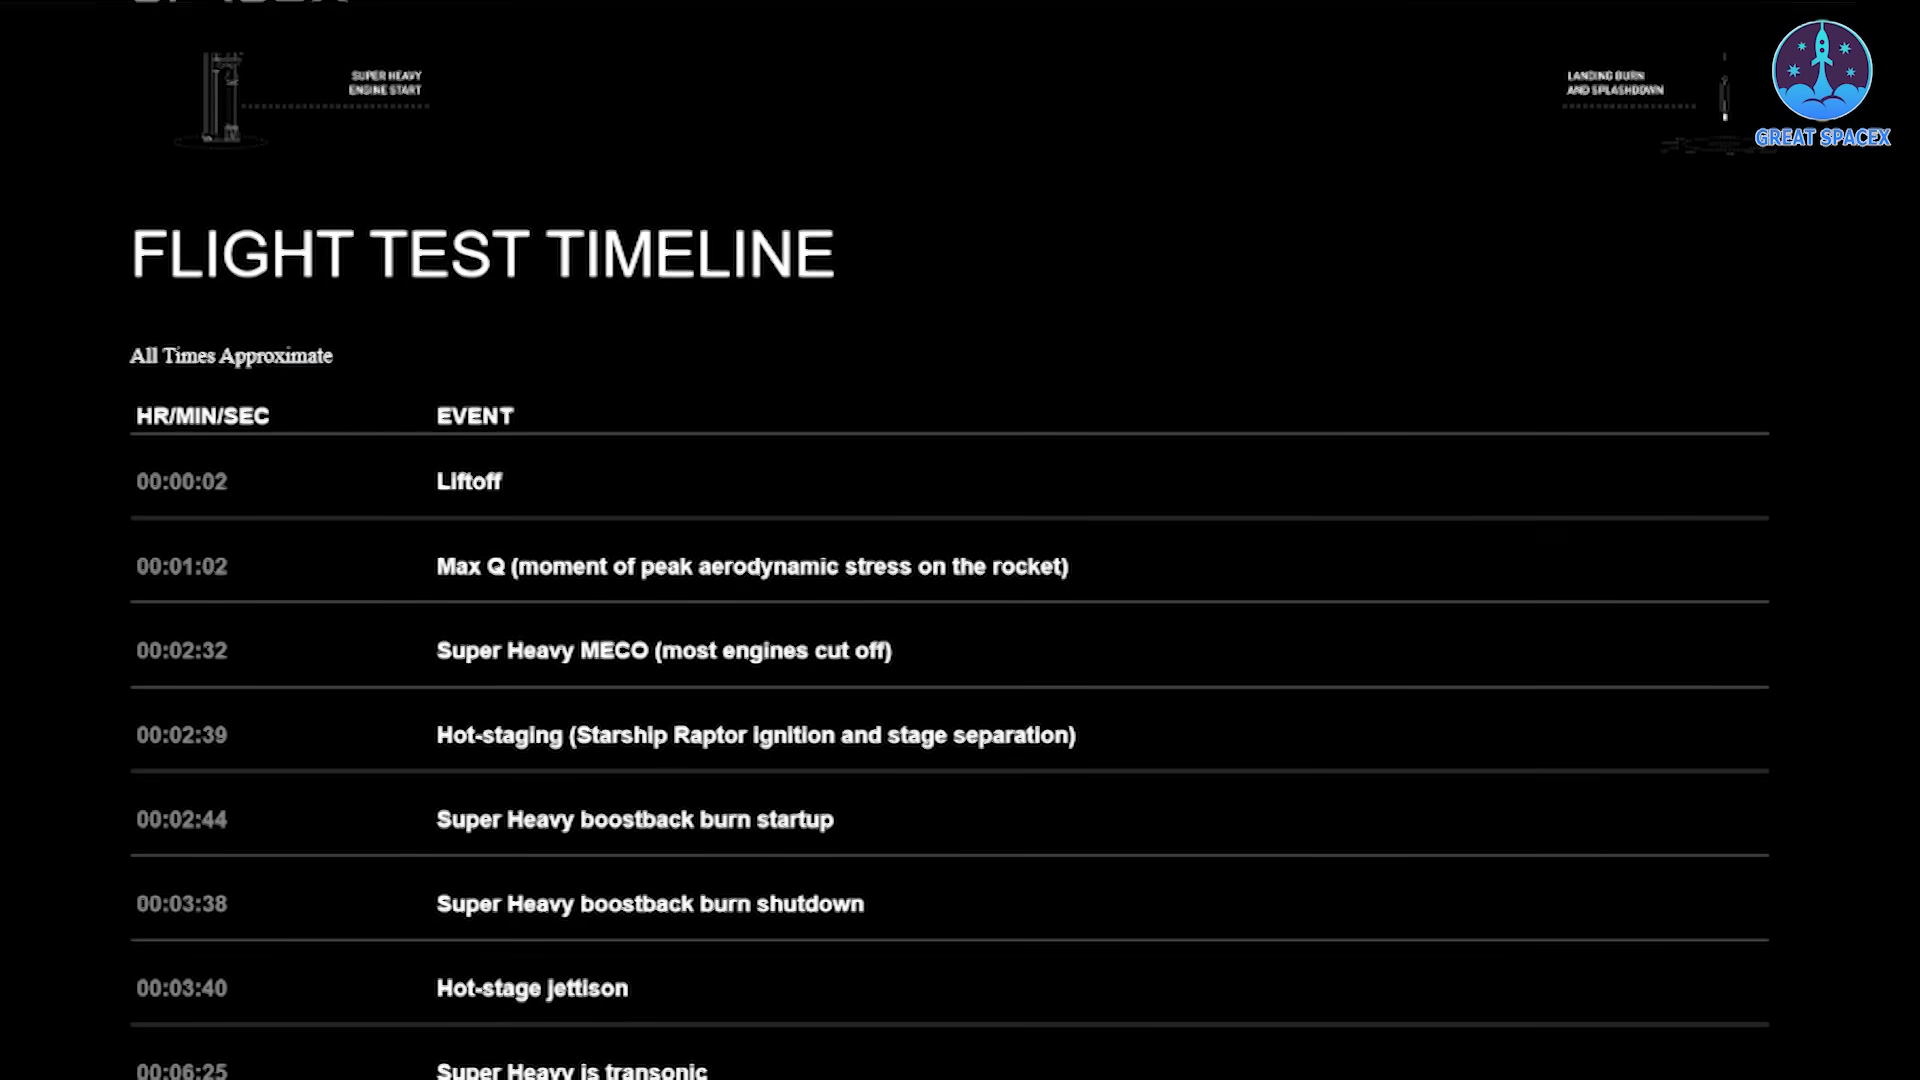 SUPER HEAVY
ENGINE START
LANDING BURN
AND SPLASHDOWN
GREAT SPACEX
FLIGHT TEST TIMELINE
All Times Approximate
HR/MIN/SEC EVENT
00:00:02 Liftoff
00:01:02 Max Q (moment of peak aerodynamic stress on the rocket)
00:02:32 Super Heavy MECO (most engines cut off)
00:02:39 Hot-staging (Starship Raptor ignition and stage separation)
00:02:44 Super Heavy boostback burn startup
00:03:38 Super Heavy boostback burn shutdown
00:03:40 Hot-stage jettison
00:06:25 Super Heavy is transonic